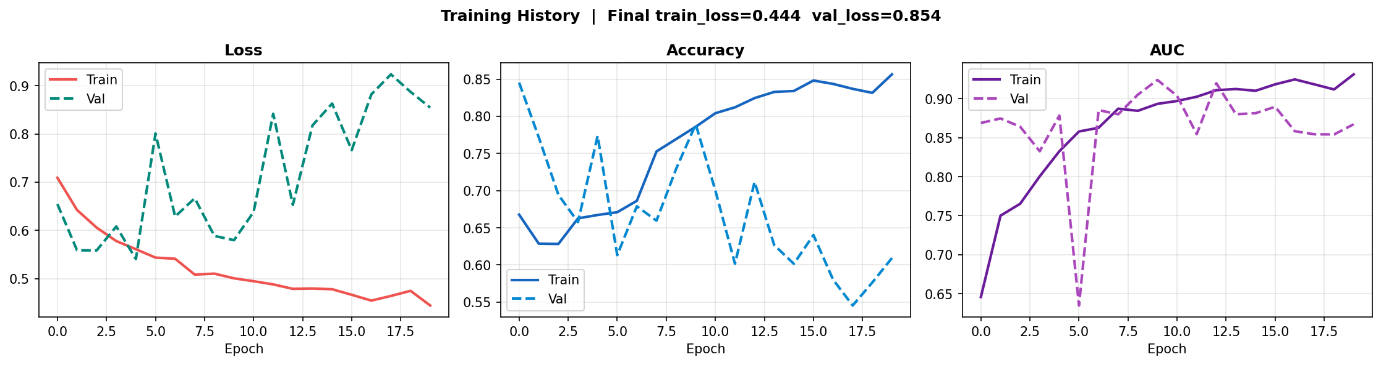 Training History | Final train_loss=0.444 val_loss=0.854
Loss
Train
Val
0.9
0.8
0.7
0.6
0.5
0.0 2.5 5.0 7.5 10.0 12.5 15.0 17.5
Epoch
Accuracy
0.85
0.80
0.75
0.70
0.65
0.60
0.55
Train
Val
0.0 2.5 5.0 7.5 10.0 12.5 15.0 17.5
Epoch
AUC
Train
Val
0.90
0.85
0.80
0.75
0.70
0.65
0.0 2.5 5.0 7.5 10.0 12.5 15.0 17.5
Epoch